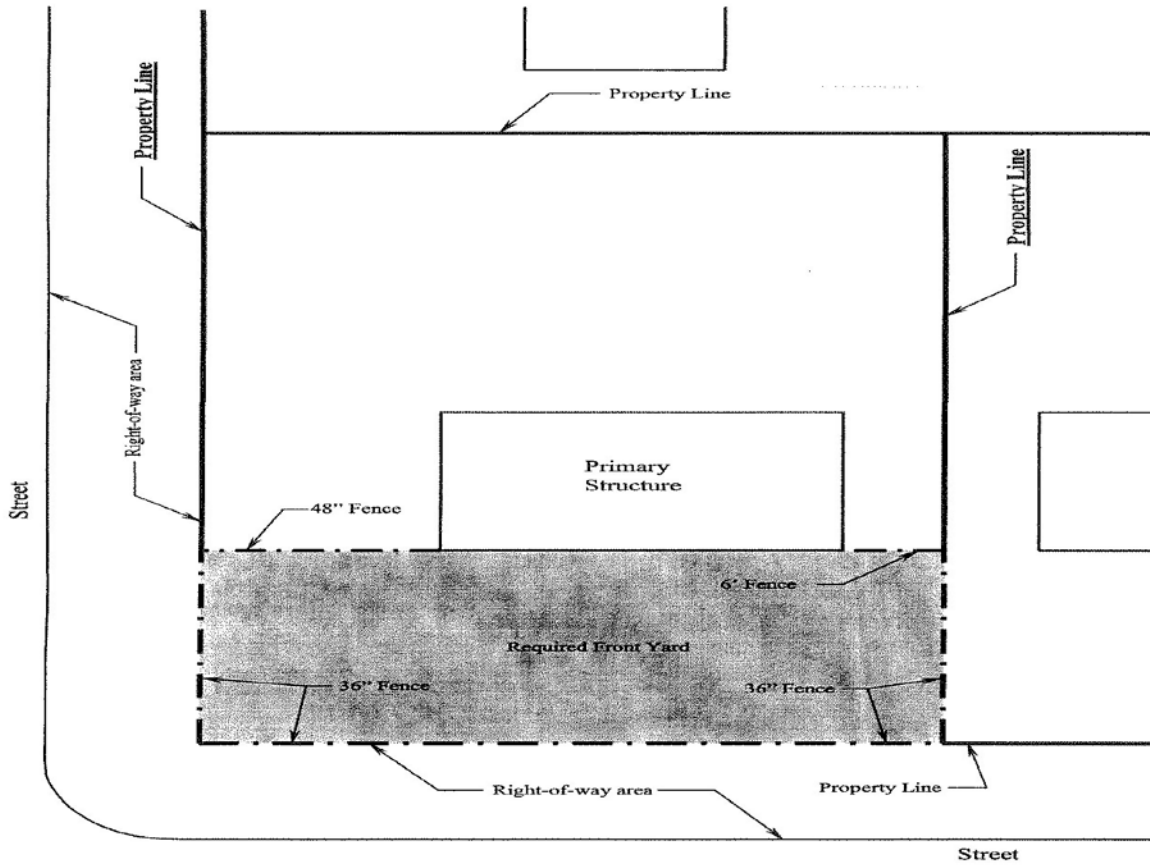 Property Line
Property Line
Property Line
Right-of-way area
Street
Primary
Structure
48” Fence
6’ Fence
Required Front Yard
36” Fence
36” Fence
Right-of-way area
Property Line
Street